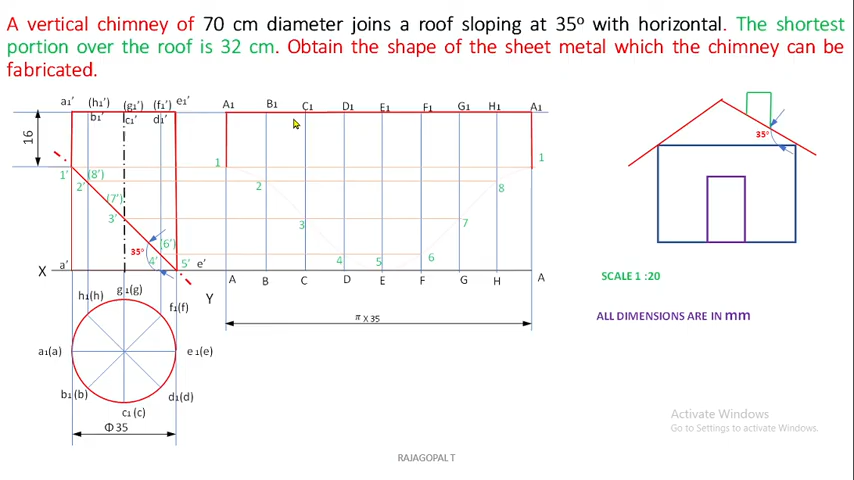 A vertical chimney of 70 cm diameter joins a roof sloping at 35º with horizontal. The shortest
portion over the roof is 32 cm. Obtain the shape of the sheet metal which the chimney can be
fabricated.
a₁’ (h₁’) (g₁’) (f₁’) e₁’ A₁ B₁ C₁ D₁ E₁ F₁ G₁ H₁ A₁
b₁’ c₁’ d₁’
16
35º
1 1
1’ (8’)
2’ 2 8
(7’)
3’ 3 7
(6’)
35º 4’ 5’ 4 5 6
X a’ e’ A B C D E F G H A
SCALE 1 :20
g₁(g)
h₁(h) Y
f₁(f)
π X 35
ALL DIMENSIONS ARE IN mm
a₁(a) e₁(e)
b₁(b) d₁(d)
c₁(c)
Φ 35
Activate Windows
Go to Settings to activate Windows.
RAJAGOPAL T